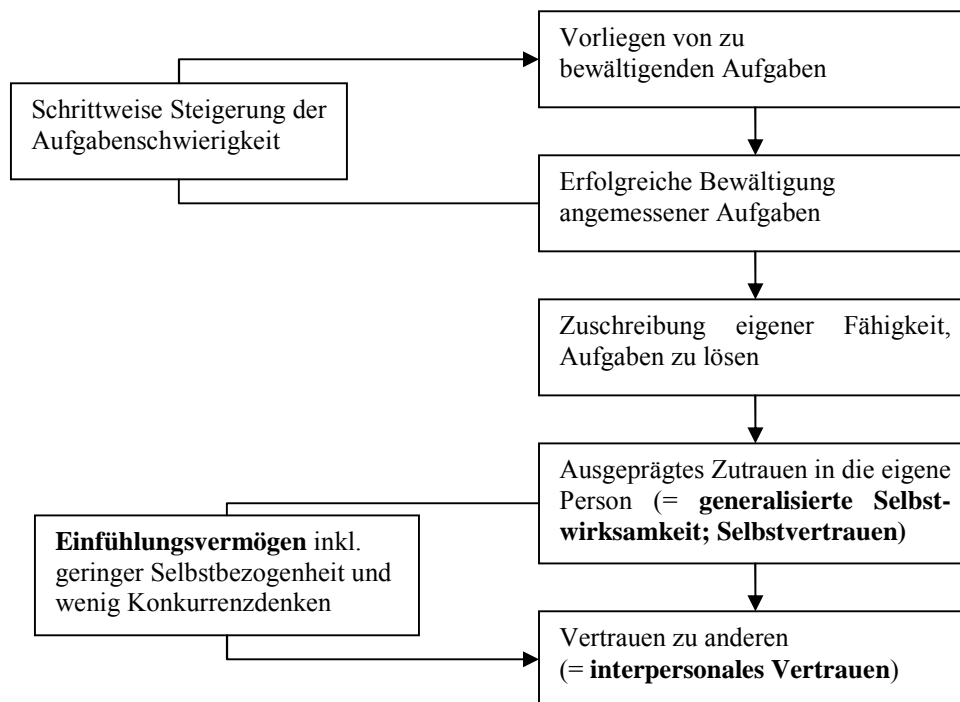 Vorliegen von zu
bewältigenden Aufgaben
Schrittweise Steigerung der
Aufgabenschwierigkeit
Erfolgreiche Bewältigung
angemessener Aufgaben
Zuschreibung eigener Fähigkeit,
Aufgaben zu lösen
Ausgeprägtes Zutrauen in die eigene
Person (= generalisierte Selbst-
wirksamkeit; Selbstvertrauen)
Einfühlungsvermögen inkl.
geringer Selbstbezogenheit und
wenig Konkurrenzdenken
Vertrauen zu anderen
(= interpersonales Vertrauen)